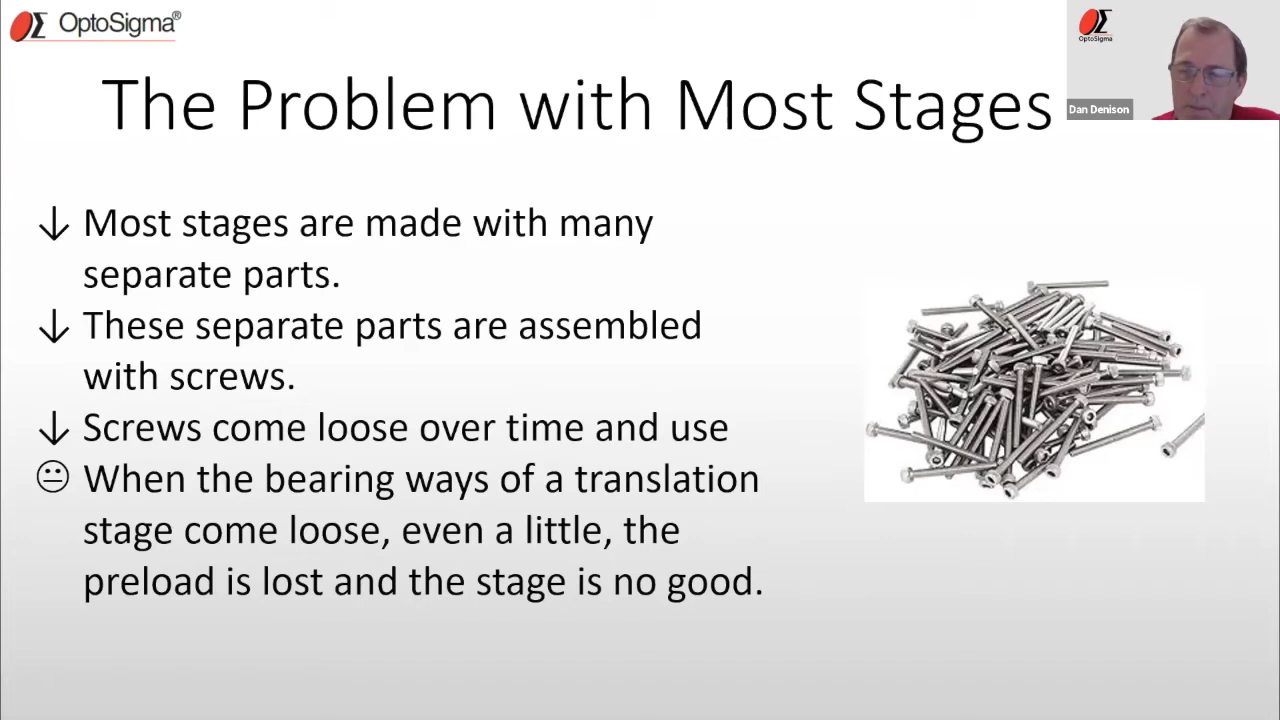 OptoSigma®
OptoSigma
Dan Denison
The Problem with Most Stages
↓ Most stages are made with many
separate parts.
↓ These separate parts are assembled
with screws.
↓ Screws come loose over time and use
😐 When the bearing ways of a translation
stage come loose, even a little, the
preload is lost and the stage is no good.